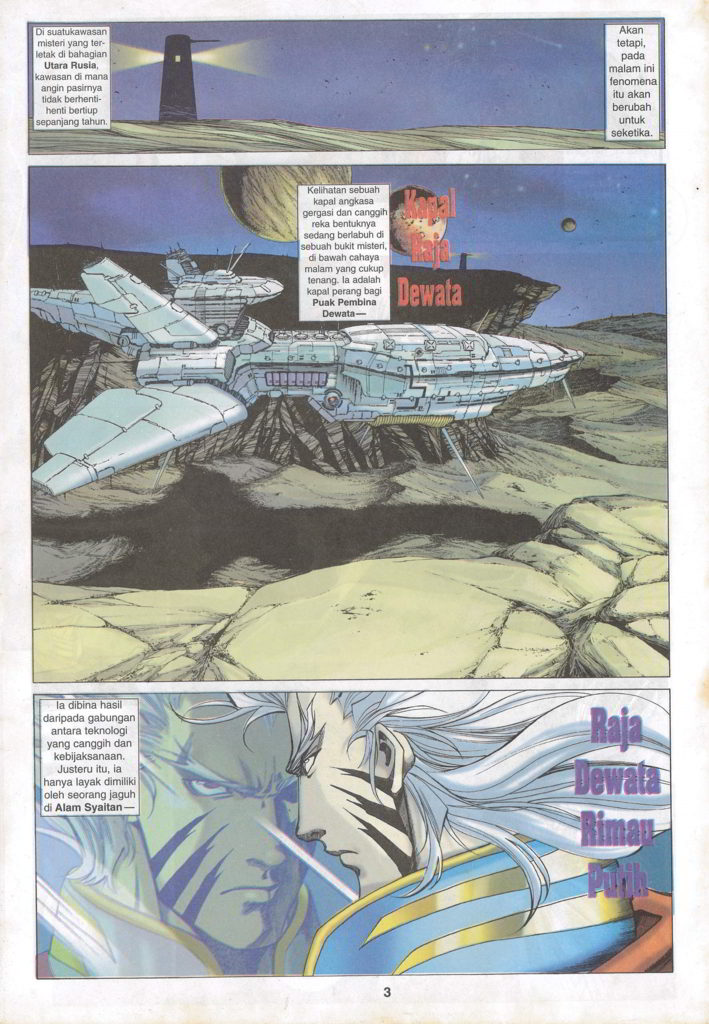 Di suatukawasan
misteri yang ter-
letak di bahagian
Utara Rusia,
kawasan di mana
angin pasirnya
tidak berhenti-
henti bertiup
sepanjang tahun.
Akan
tetapi,
pada
malam ini
fenomena
itu akan
berubah
untuk
seketika.
Kelihatan sebuah
kapal angkasa
gergasi dan canggih
reka bentuknya
sedang berlabuh di
sebuah bukit misteri,
di bawah cahaya
malam yang cukup
tenang. Ia adalah
kapal perang bagi
Puak Pembina
Dewata—
Kapal
Raja
Dewata
Ia dibina hasil
daripada gabungan
antara teknologi
yang canggih dan
kebijaksanaan.
Justeru itu, ia
hanya layak dimiliki
oleh seorang jaguh
di Alam Syaitan—
Raja
Dewata
Rimau
Putih
3